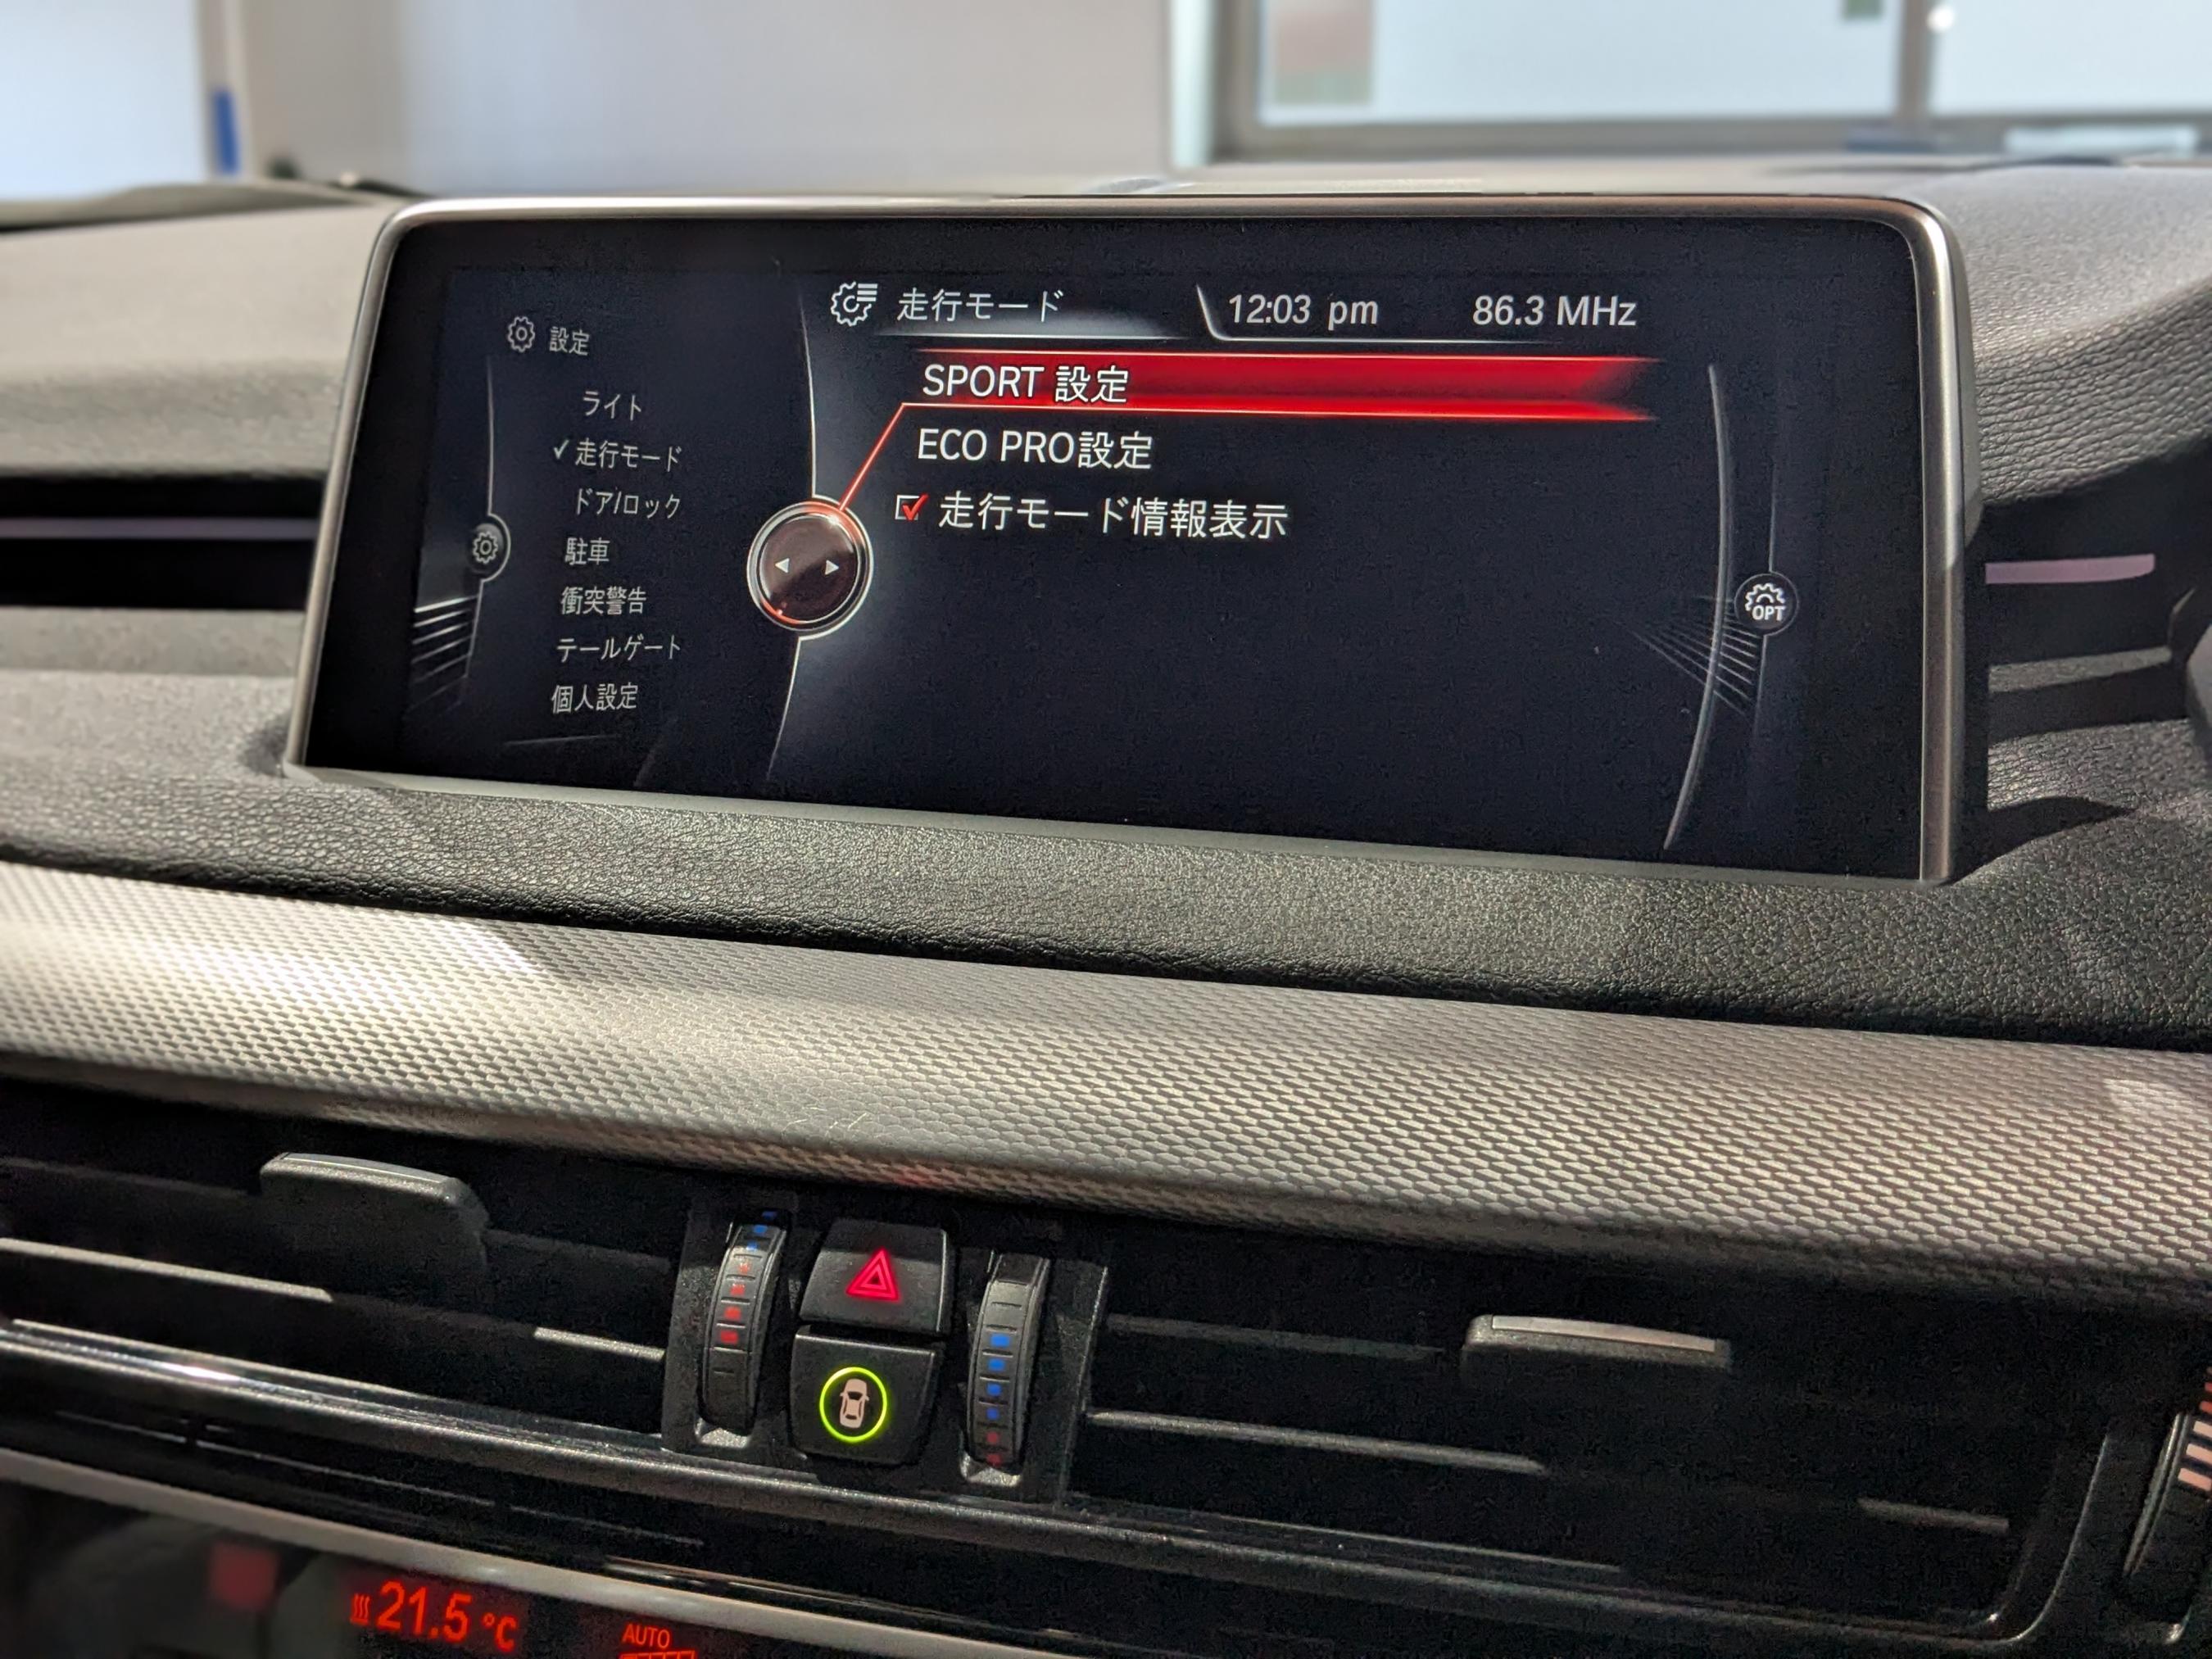 設定
ライト
✓走行モード
ドア/ロック
駐車
衝突警告
テールゲート
個人設定
走行モード
12:03 pm
86.3 MHz
SPORT 設定
ECO PRO設定
走行モード情報表示
OPT
21.5 °C
AUTO